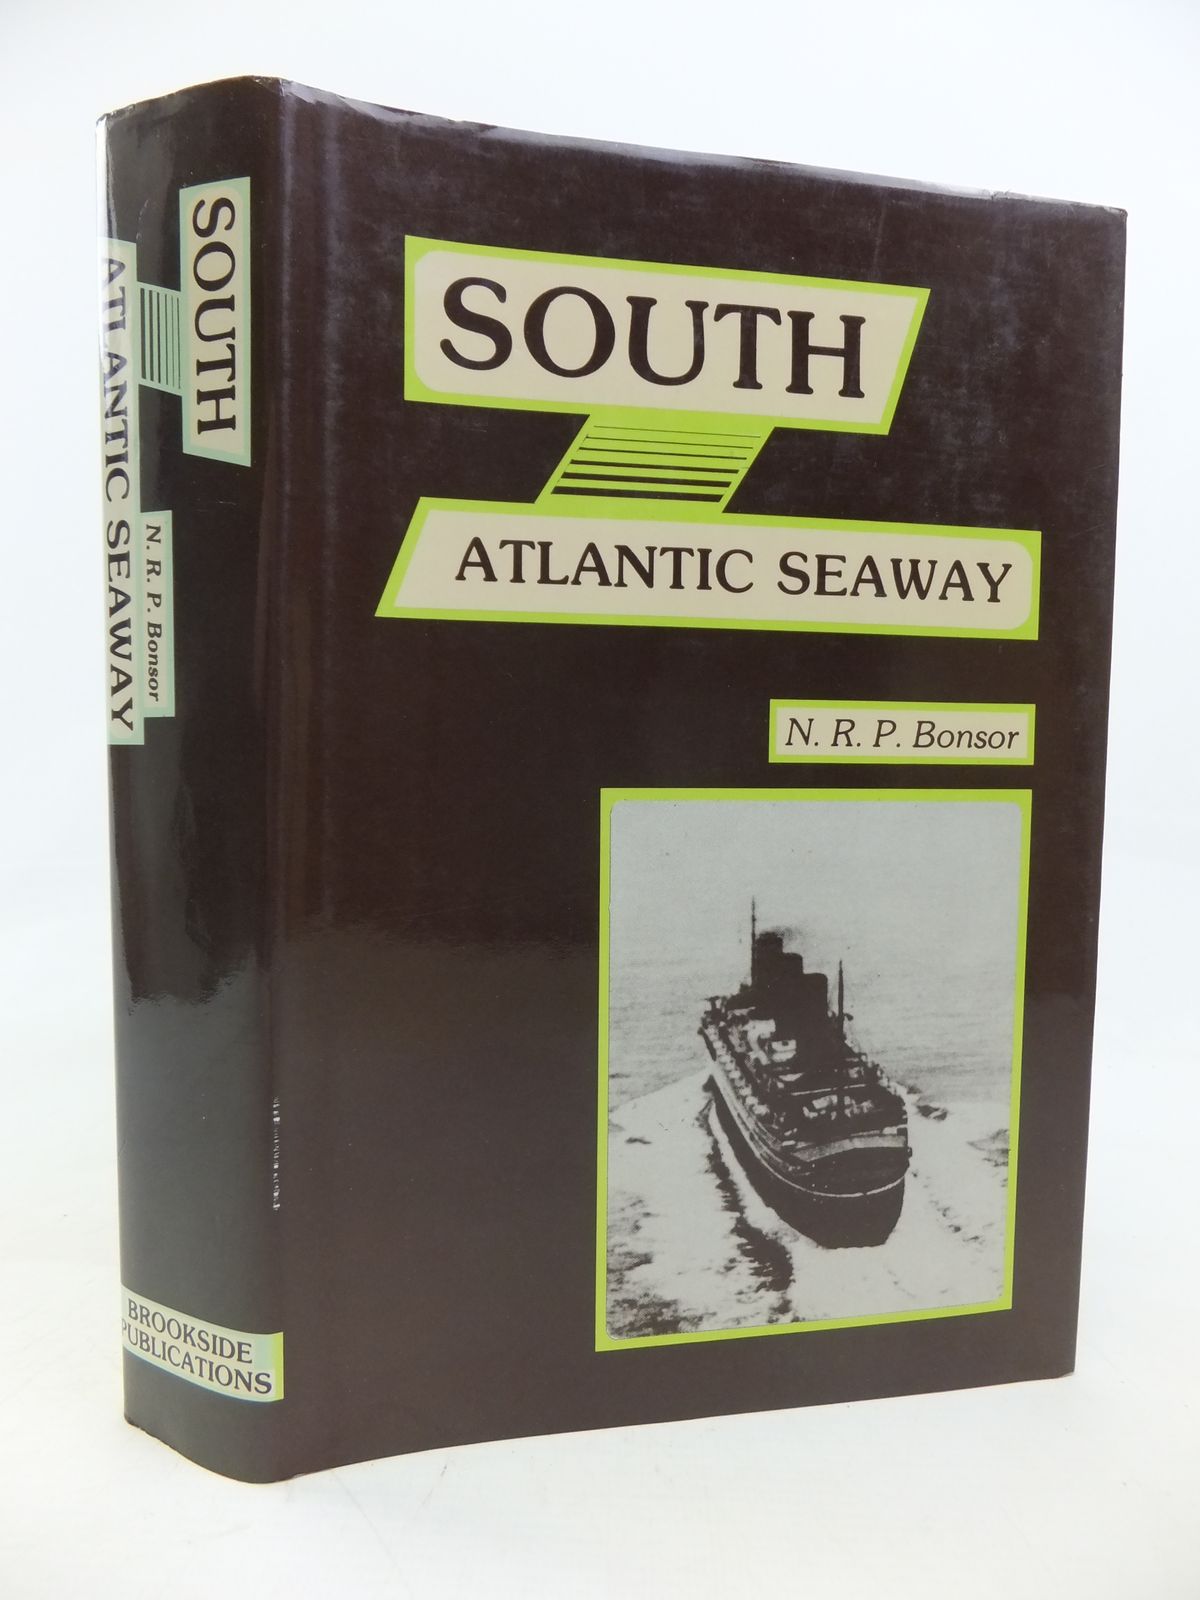 SOUTH
ATLANTIC SEAWAY
N. R. P. Bonsor
SOUTH
ATLANTIC SEAWAY
N. R. P. Bonsor
BROOKSIDE
PUBLICATIONS